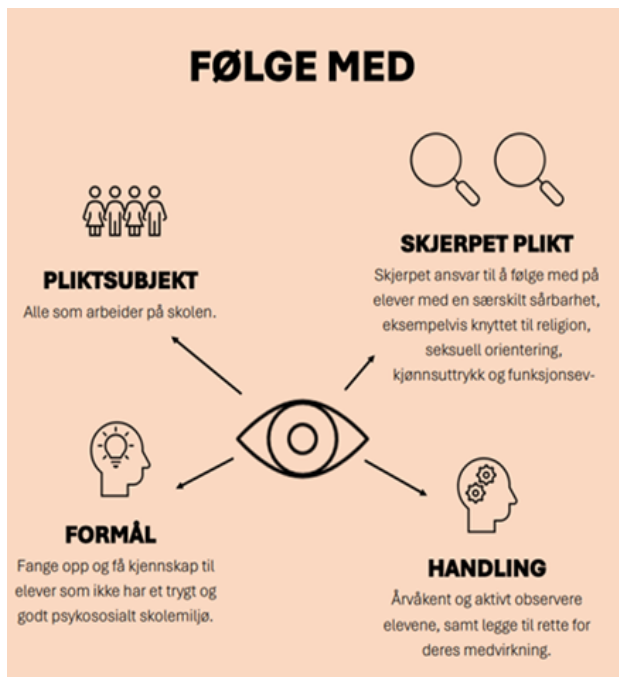 FØLGE MED
PLIKTSUBJEKT
Alle som arbeider på skolen.
SKJERPET PLIKT
Skjerpet ansvar til å følge med på
elever med en særskilt sårbarhet,
eksempelvis knyttet til religion,
seksuell orientering,
kjønnsuttrykk og funksjonsev-
FORMÅL
Fange opp og få kjennskap til
elever som ikke har et trygt og
godt psykososialt skolemiljø.
HANDLING
Årvåkent og aktivt observere
elevene, samt legge til rette for
deres medvirkning.